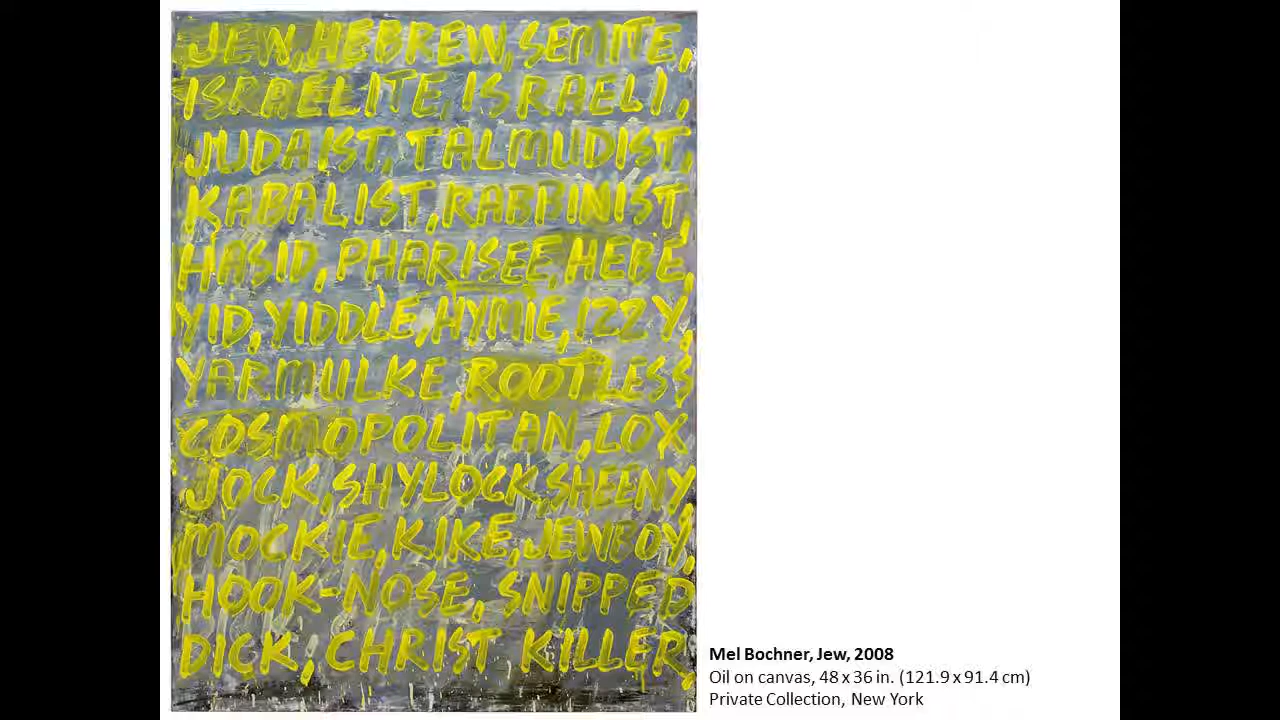 JEW, HEBREW, SEMITE,
ISRAELITE, ISRAELI,
JUDAIST, TALMUDIST,
KABALIST, RABBINIST,
HASID, PHARISEE, HEBE,
YID, YIDDLE, HYMIE, IZZY,
YARMULKE, ROOTLESS
COSMOPOLITAN, LOX
JOCK, SHYLOCK, SHEENY,
MOCKIE, KIKE, JEWBOY,
HOOK-NOSE, SNIPPED
DICK, CHRIST KILLER,
Mel Bochner, Jew, 2008
Oil on canvas, 48 x 36 in. (121.9 x 91.4 cm)
Private Collection, New York